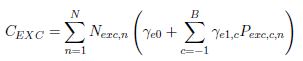 $$C_{EXC} = \sum_{n=1}^{N} N_{exc,n} \left( \gamma_{e0} + \sum_{c=-1}^{B} \gamma_{e1,c} P_{exc,c,n} \right)$$